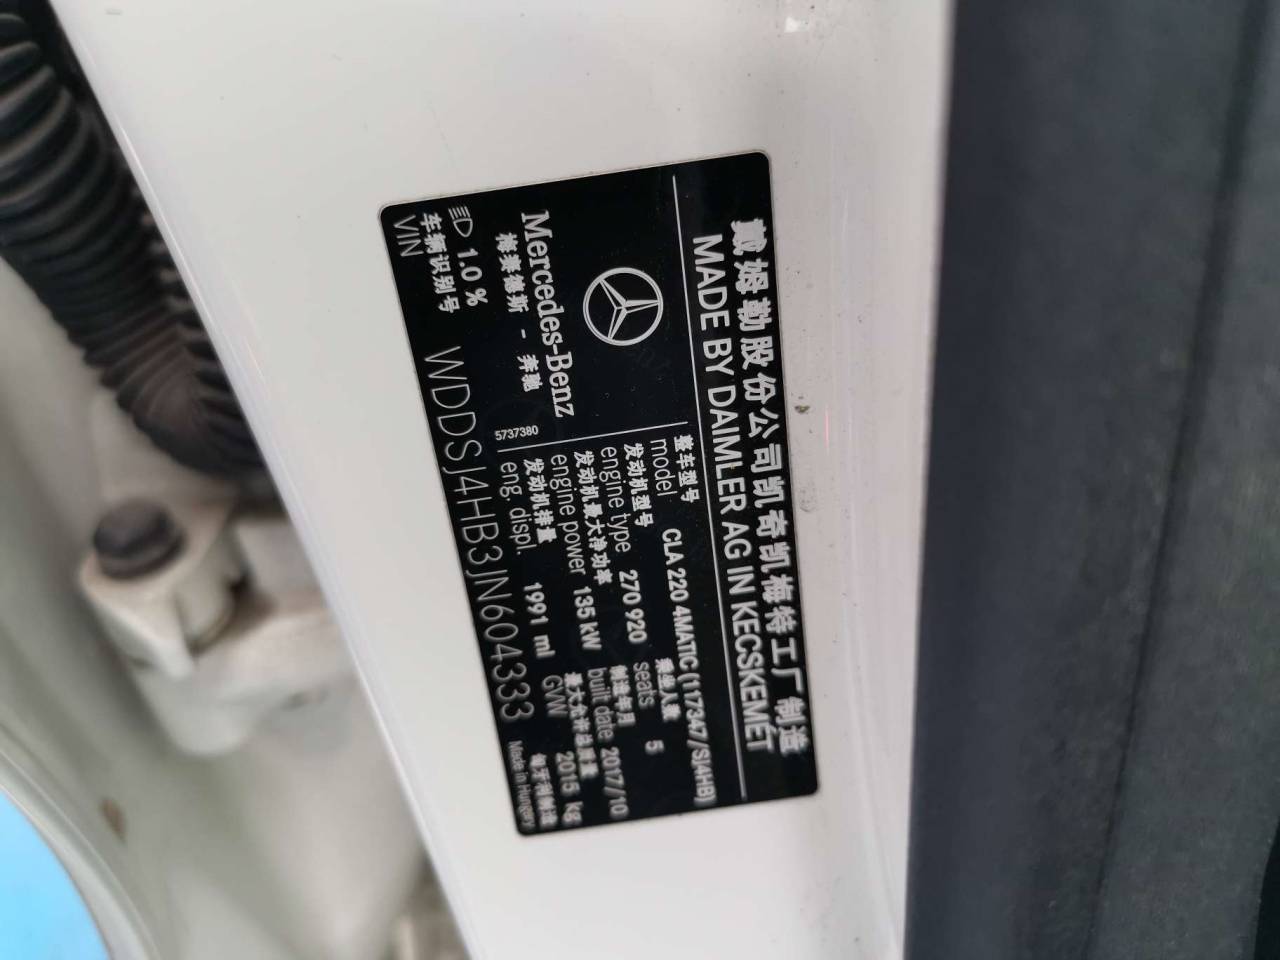 戴姆勒股份公司凯奇凯梅特工厂 制造
MADE BY DAIMLER AG IN KECSKEMET
Mercedes-Benz
梅赛德斯 - 奔驰
5737380
整车型号
model CLA 220 4MATIC (117347/S(4HB)
发动机型号
engine type 270 920
乘坐人数
seats 5
发动机最大净功率
engine power 135 kW
制造年月
built date 2017/10
发动机排量
eng. displ. 1991 ml
最大允许总质量
GVW 2015 kg
1.0 %
车辆识别号
VIN WDDSJ4HB3JN604333
匈牙利制造
Made in Hungary